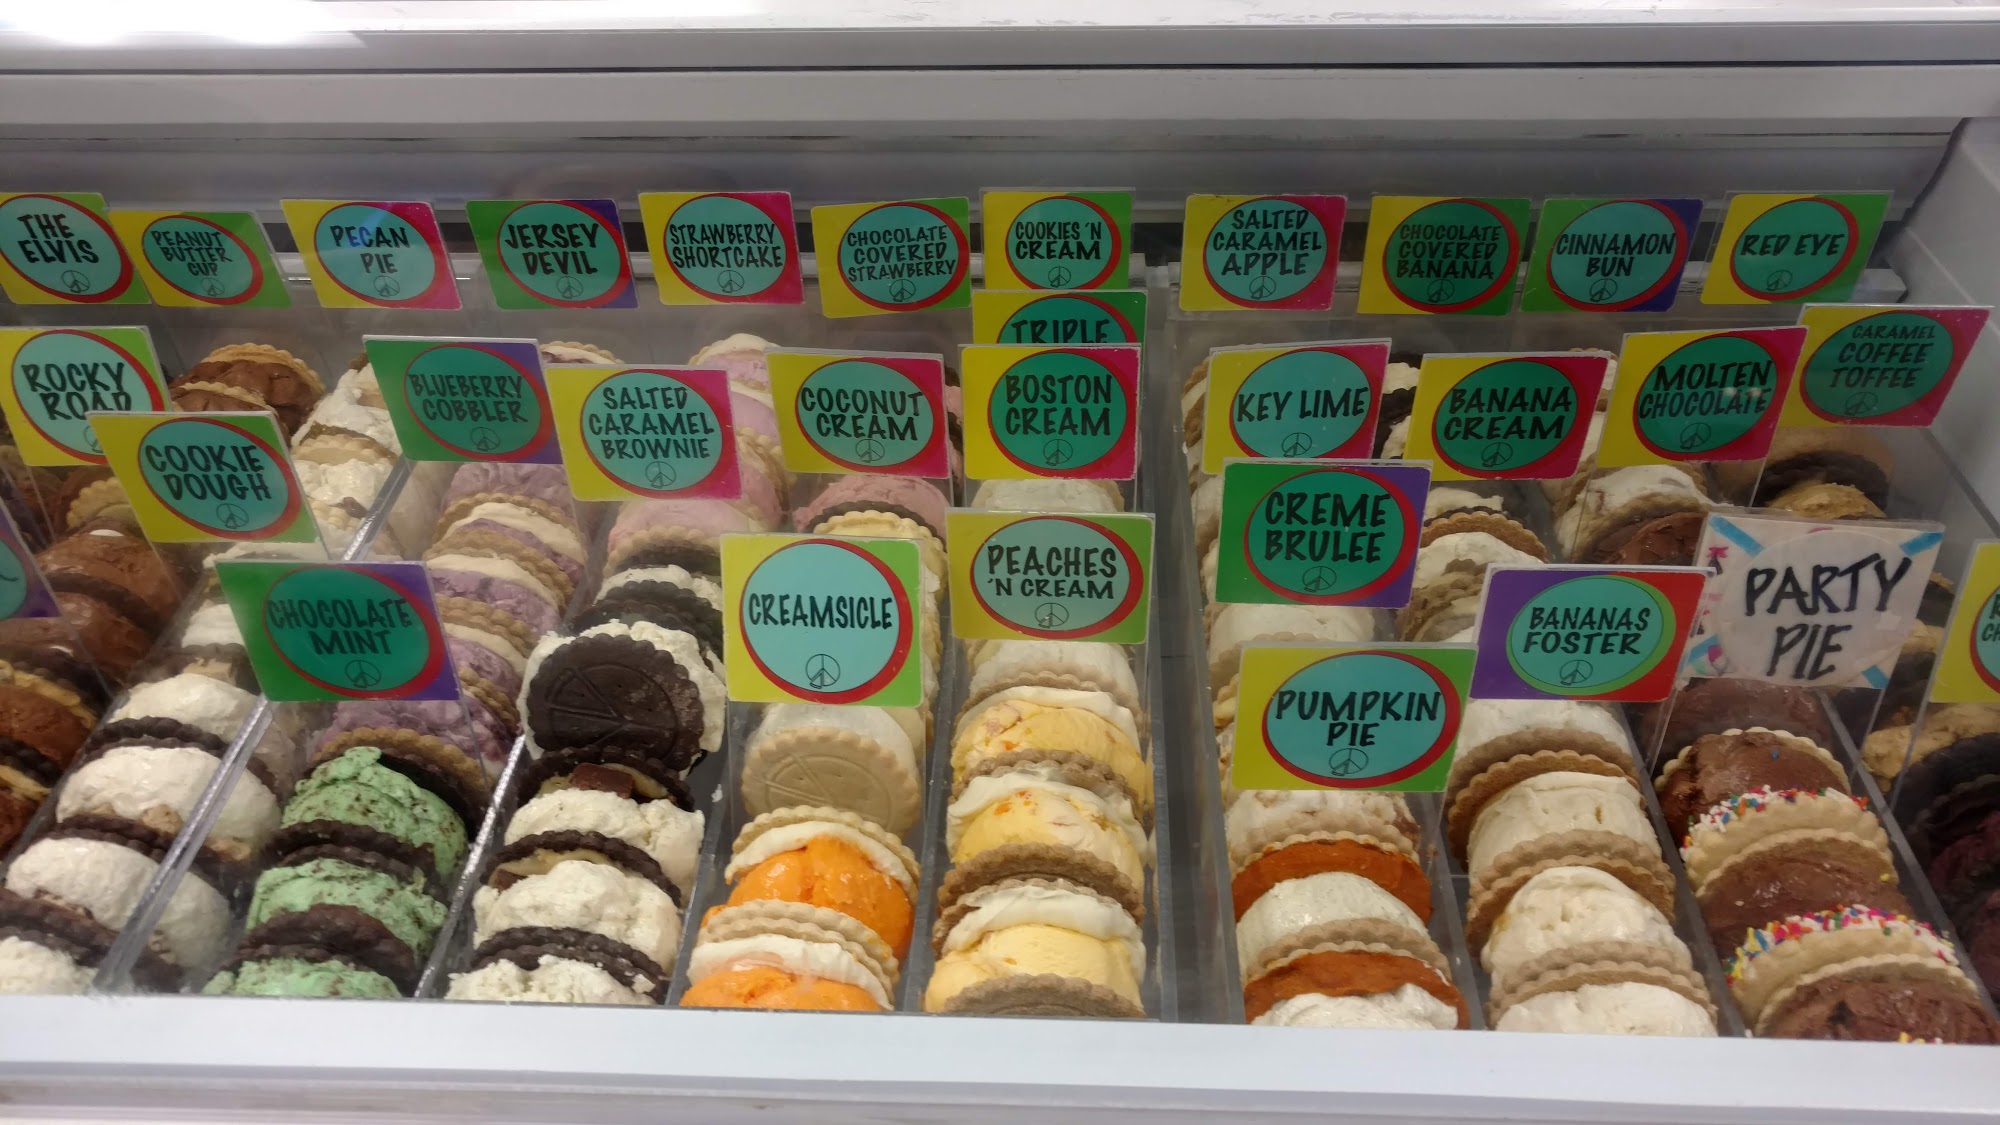 THE
ELVIS
PEANUT
BUTTER
CUP
PECAN
PIE
JERSEY
DEVIL
STRAWBERRY
SHORTCAKE
CHOCOLATE
COVERED
STRAWBERRY
COOKIES 'N
CREAM
SALTED
CARAMEL
APPLE
CHOCOLATE
COVERED
BANANA
CINNAMON
BUN
RED EYE
TRIPLE
ROCKY
ROAD
BLUEBERRY
COBBLER
SALTED
CARAMEL
BROWNIE
COCONUT
CREAM
BOSTON
CREAM
KEY LIME
BANANA
CREAM
MOLTEN
CHOCOLATE
CARAMEL
COFFEE
TOFFEE
COOKIE
DOUGH
CREME
BRULEE
PEACHES
'N CREAM
CHOCOLATE
MINT
CREAMSICLE
BANANAS
FOSTER
PARTY
PIE
PUMPKIN
PIE